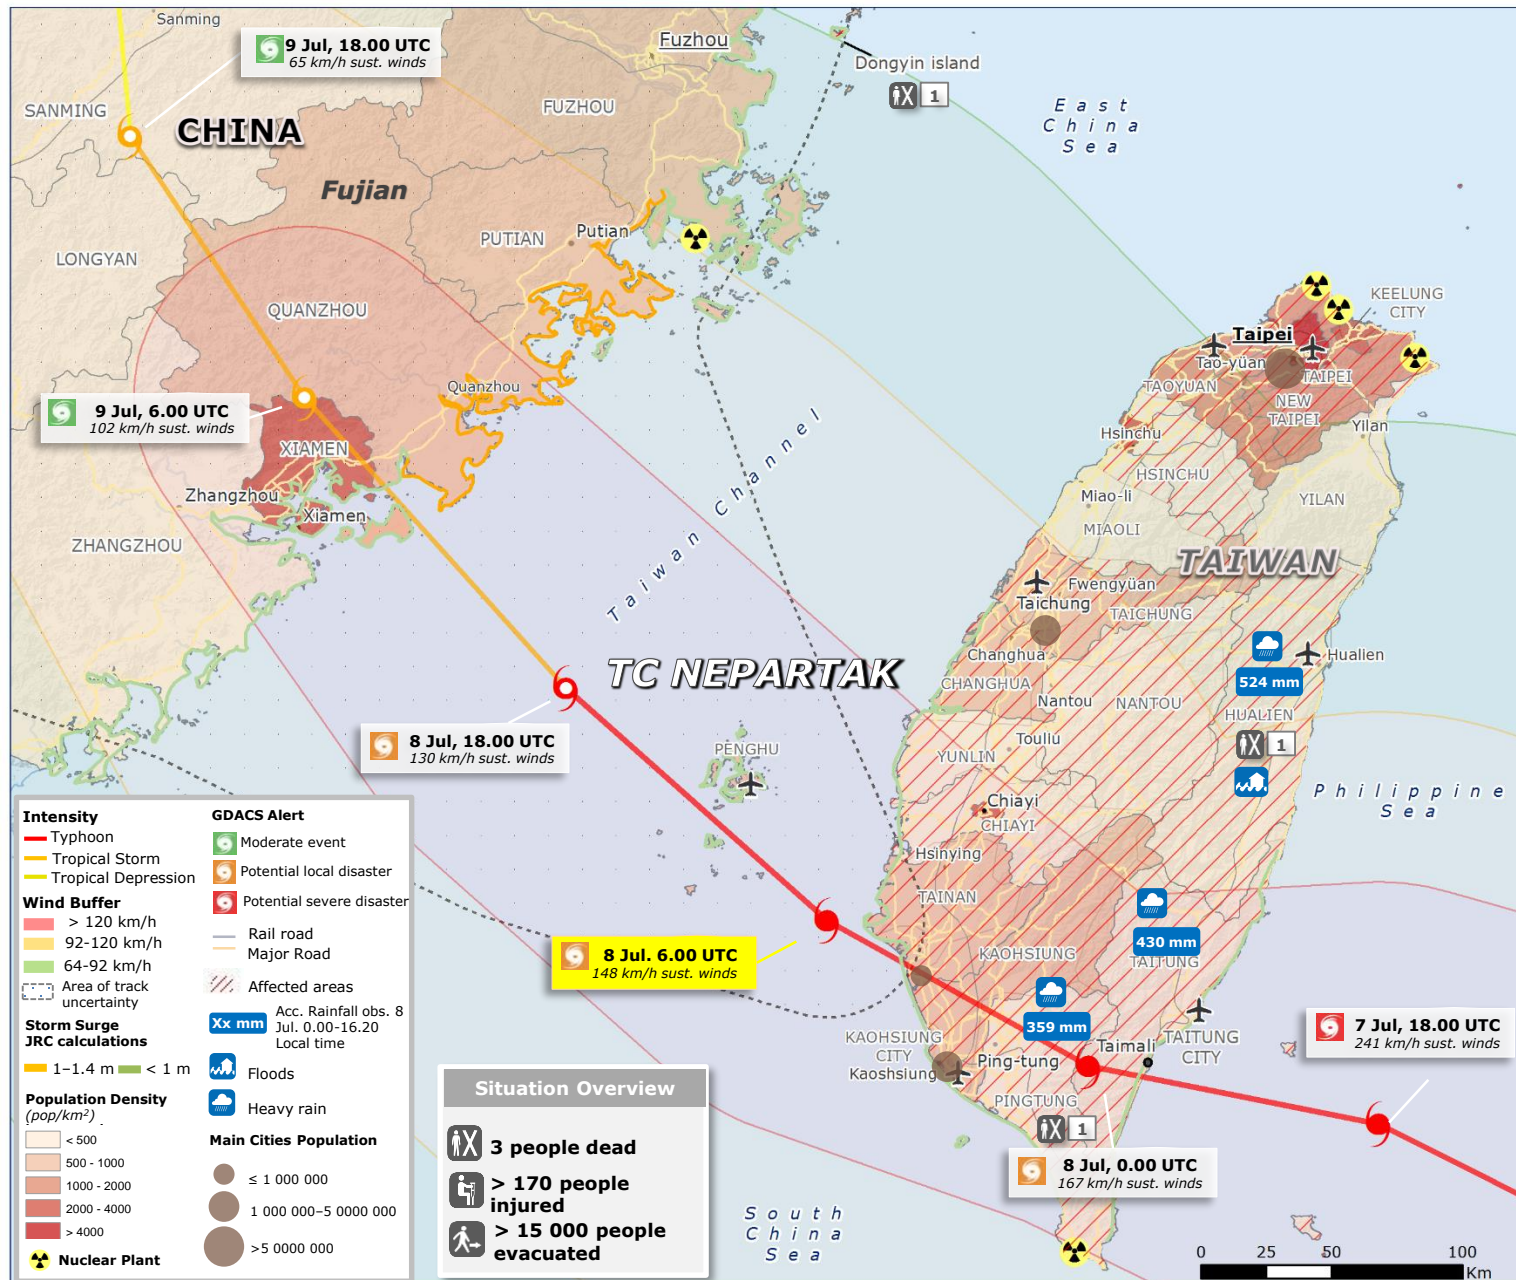 Sanming
9 Jul, 18.00 UTC
65 km/h sust. winds
Fuzhou
Dongyin island
1
SANMING
CHINA
FUZHOU
East
China
Sea
Fujian
PUTIAN
Putian
LONGYAN
QUANZHOU
KEELUNG
CITY
Taipei
Tao-yüan
TAIPEI
TAOYUAN
NEW
TAIPEI
Quanzhou
9 Jul, 6.00 UTC
102 km/h sust. winds
XIAMEN
Hsinchu
Yilan
HSINCHU
Zhangzhou
Xiamen
Miao-li
YILAN
ZHANGZHOU
MIAOLI
Taiwan Channel
TAIWAN
Fwengyüan
Taichung
TAICHUNG
TC NEPARTAK
Changhua
Hualien
CHANGHUA
524 mm
Nantou
NANTOU
HUALIEN
8 Jul, 18.00 UTC
130 km/h sust. winds
PENGHU
Touliu
1
YUNLIN
Philippine
Sea
Chiayi
CHIAYI
Hsinying
TAINAN
430 mm
TAITUNG
8 Jul. 6.00 UTC
148 km/h sust. winds
KAOHSIUNG
359 mm
KAOHSIUNG
CITY
Kaoshsiung
Ping-tung
Taimali
TAITUNG
CITY
7 Jul, 18.00 UTC
241 km/h sust. winds
PINGTUNG
1
8 Jul, 0.00 UTC
167 km/h sust. winds
South
China
Sea
Intensity
Typhoon
Tropical Storm
Tropical Depression
Wind Buffer
> 120 km/h
92-120 km/h
64-92 km/h
Area of track
uncertainty
Storm Surge
JRC calculations
1–1.4 m
< 1 m
Population Density
(pop/km²)
< 500
500 - 1000
1000 - 2000
2000 - 4000
> 4000
Nuclear Plant
GDACS Alert
Moderate event
Potential local disaster
Potential severe disaster
Rail road
Major Road
Affected areas
Xx mm
Acc. Rainfall obs. 8
Jul. 0.00-16.20
Local time
Floods
Heavy rain
Main Cities Population
≤ 1 000 000
1 000 000–5 0000 000
>5 0000 000
Situation Overview
3 people dead
> 170 people
injured
> 15 000 people
evacuated
0 25 50 100
Km